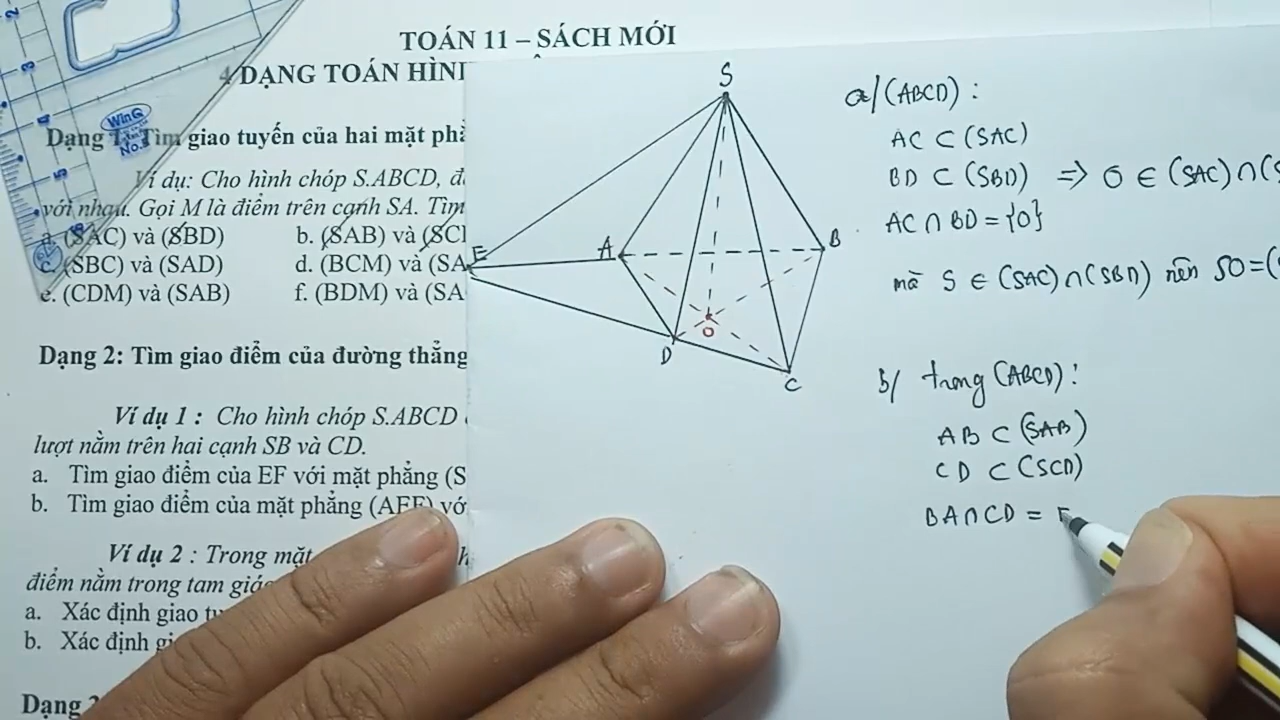 TOÁN 11 – SÁCH MỚI
4 DẠNG TOÁN HÌNH
Dạng 1: Tìm giao tuyến của hai mặt
Ví dụ: Cho hình chóp S.ABCD,
với nhau. Gọi M là điểm trên cạnh SA. Tìm
a. (SAC) và (SBD) b. (SAB) và
c. (SBC) và (SAD) d. (BCM) và
e. (CDM) và (SAB) f. (BDM) và
Dạng 2: Tìm giao điểm của đường thẳng
Ví dụ 1 : Cho hình chóp S.ABCD
lượt nằm trên hai cạnh SB và CD.
a. Tìm giao điểm của EF với mặt phẳng
b. Tìm giao điểm của mặt phẳng (AEF)
Ví dụ 2 : Trong mặt
điểm nằm trong tam
a. Xác định giao
b. Xác định
Dạng
WinQ
No.8
S
E
A
B
O
D
C
a/ (ABCD) :
AC ⊂ (SAC)
BD ⊂ (SBD) => O ∈ (SAC) ∩ (S
AC ∩ BD = {O}
mà S ∈ (SAC) ∩ (SBD) nên SO = (
b/ trong (ABCD) :
AB ⊂ (SAB)
CD ⊂ (SCD)
BA ∩ CD =